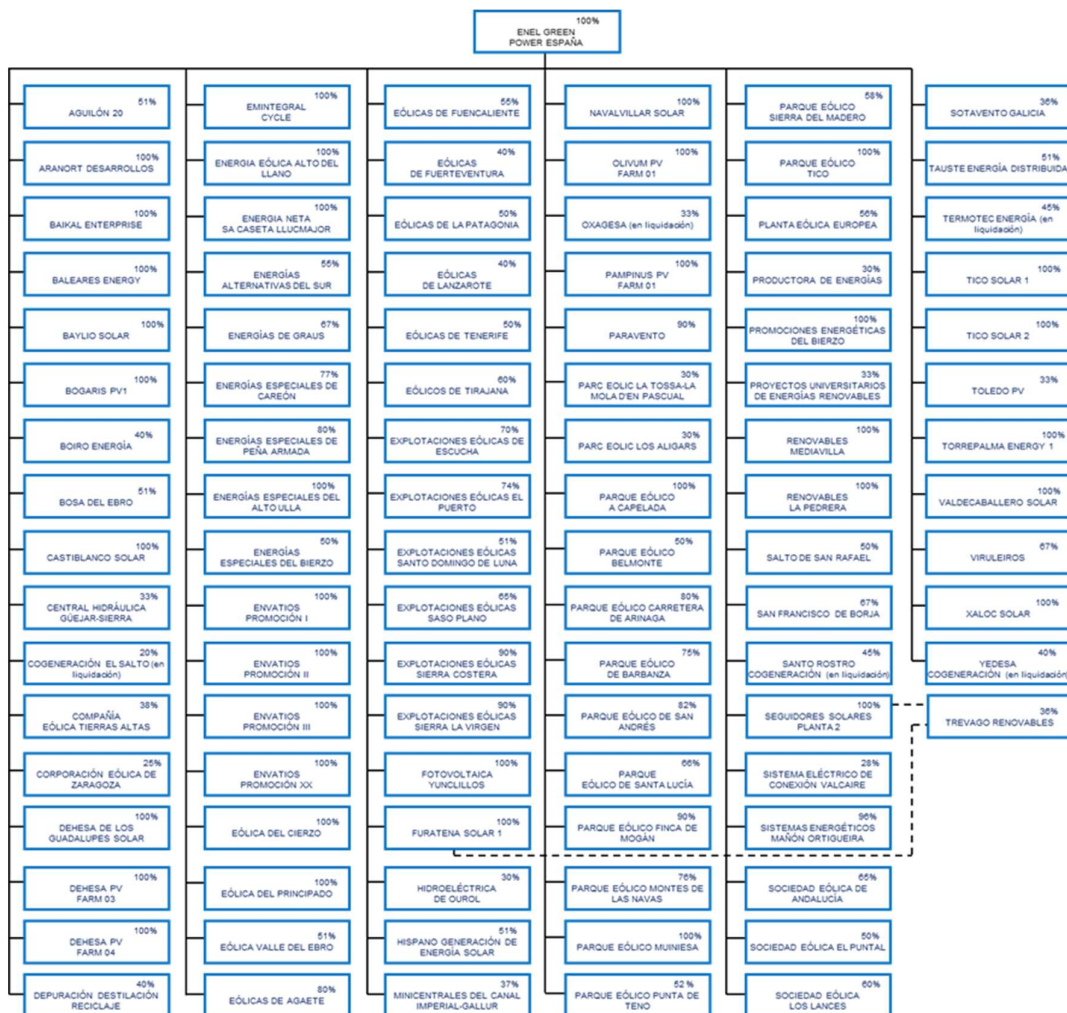 100%
ENEL GREEN
POWER ESPAÑA
51%
AGUILÓN 20
100%
ARANORT DESARROLLOS
100%
BAIKAL ENTERPRISE
100%
BALEARES ENERGY
100%
BAYLIO SOLAR
100%
BOGARIS PV1
40%
BOIRO ENERGÍA
51%
BOSA DEL EBRO
100%
CASTIBLANCO SOLAR
33%
CENTRAL HIDRÁULICA
GÜEJAR-SIERRA
20%
COGENERACIÓN EL SALTO (en
liquidación)
38%
COMPAÑÍA
EÓLICA TIERRAS ALTAS
25%
CORPORACIÓN EÓLICA DE
ZARAGOZA
100%
DEHESA DE LOS
GUADALUPES SOLAR
100%
DEHESA PV
FARM 03
100%
DEHESA PV
FARM 04
40%
DEPURACIÓN DESTILACIÓN
RECICLAJE
100%
EMINTEGRAL
CYCLE
100%
ENERGIA EÓLICA ALTO DEL
LLANO
100%
ENERGIA NETA
SA CASETA LLUCMAJOR
55%
ENERGÍAS
ALTERNATIVAS DEL SUR
67%
ENERGÍAS DE GRAUS
77%
ENERGÍAS ESPECIALES DE
CAREÓN
80%
ENERGÍAS ESPECIALES DE
PEÑA ARMADA
100%
ENERGÍAS ESPECIALES DEL
ALTO ULLA
50%
ENERGÍAS
ESPECIALES DEL BIERZO
100%
ENVATIOS
PROMOCIÓN I
100%
ENVATIOS
PROMOCIÓN II
100%
ENVATIOS
PROMOCIÓN III
100%
ENVATIOS
PROMOCIÓN XX
100%
EÓLICA DEL CIERZO
100%
EÓLICA DEL PRINCIPADO
51%
EÓLICA VALLE DEL EBRO
80%
EÓLICAS DE AGAETE
55%
EÓLICAS DE FUENCALIENTE
40%
EÓLICAS
DE FUERTEVENTURA
50%
EÓLICAS DE LA PATAGONIA
40%
EÓLICAS
DE LANZAROTE
50%
EÓLICAS DE TENERIFE
60%
EÓLICOS DE TIRAJANA
70%
EXPLOTACIONES EÓLICAS DE
ESCUCHA
74%
EXPLOTACIONES EÓLICAS EL
PUERTO
51%
EXPLOTACIONES EÓLICAS
SANTO DOMINGO DE LUNA
65%
EXPLOTACIONES EÓLICAS
SASO PLANO
90%
EXPLOTACIONES EÓLICAS
SIERRA COSTERA
90%
EXPLOTACIONES EÓLICAS
SIERRA LA VIRGEN
100%
FOTOVOLTAICA
YUNCLILLOS
100%
FURATENA SOLAR 1
30%
HIDROELÉCTRICA
DE OUROL
51%
HISPANO GENERACIÓN DE
ENERGÍA SOLAR
37%
MINICENTRALES DEL CANAL
IMPERIAL-GALLUR
100%
NAVALVILLAR SOLAR
100%
OLIVUM PV
FARM 01
33%
OXAGESA (en liquidación)
100%
PAMPINUS PV
FARM 01
90%
PARAVENTO
30%
PARC EOLIC LA TOSSA-LA
MOLA D'EN PASCUAL
30%
PARC EOLIC LOS ALIGARS
100%
PARQUE EÓLICO
A CAPELADA
50%
PARQUE EÓLICO
BELMONTE
80%
PARQUE EÓLICO CARRETERA
DE ARINAGA
75%
PARQUE EÓLICO
DE BARBANZA
82%
PARQUE EÓLICO DE SAN
ANDRÉS
66%
PARQUE
EÓLICO DE SANTA LUCÍA
90%
PARQUE EÓLICO FINCA DE
MOGÁN
76%
PARQUE EÓLICO MONTES DE
LAS NAVAS
100%
PARQUE EÓLICO MUINIESA
52 %
PARQUE EÓLICO PUNTA DE
TENO
58%
PARQUE EÓLICO
SIERRA DEL MADERO
100%
PARQUE EÓLICO
TICO
56%
PLANTA EÓLICA EUROPEA
30%
PRODUCTORA DE ENERGÍAS
100%
PROMOCIONES ENERGÉTICAS
DEL BIERZO
33%
PROYECTOS UNIVERSITARIOS
DE ENERGÍAS RENOVABLES
100%
RENOVABLES
MEDIAVILLA
100%
RENOVABLES
LA PEDRERA
50%
SALTO DE SAN RAFAEL
67%
SAN FRANCISCO DE BORJA
45%
SANTO ROSTRO
COGENERACIÓN (en liquidación)
100%
SEGUIDORES SOLARES
PLANTA 2
28%
SISTEMA ELÉCTRICO DE
CONEXIÓN VALCAIRE
96%
SISTEMAS ENERGÉTICOS
MAÑÓN ORTIGUEIRA
65%
SOCIEDAD EÓLICA DE
ANDALUCÍA
50%
SOCIEDAD EÓLICA EL PUNTAL
60%
SOCIEDAD EÓLICA
LOS LANCES
36%
SOTAVENTO GALICIA
51%
TAUSTE ENERGÍA DISTRIBUIDA
45%
TERMOTEC ENERGÍA (en
liquidación)
100%
TICO SOLAR 1
100%
TICO SOLAR 2
33%
TOLEDO PV
100%
TORREPALMA ENERGY 1
100%
VALDECABALLERO SOLAR
67%
VIRULEIROS
100%
XALOC SOLAR
40%
YEDESA
COGENERACIÓN (en liquidación)
36%
TREVAGO RENOVABLES